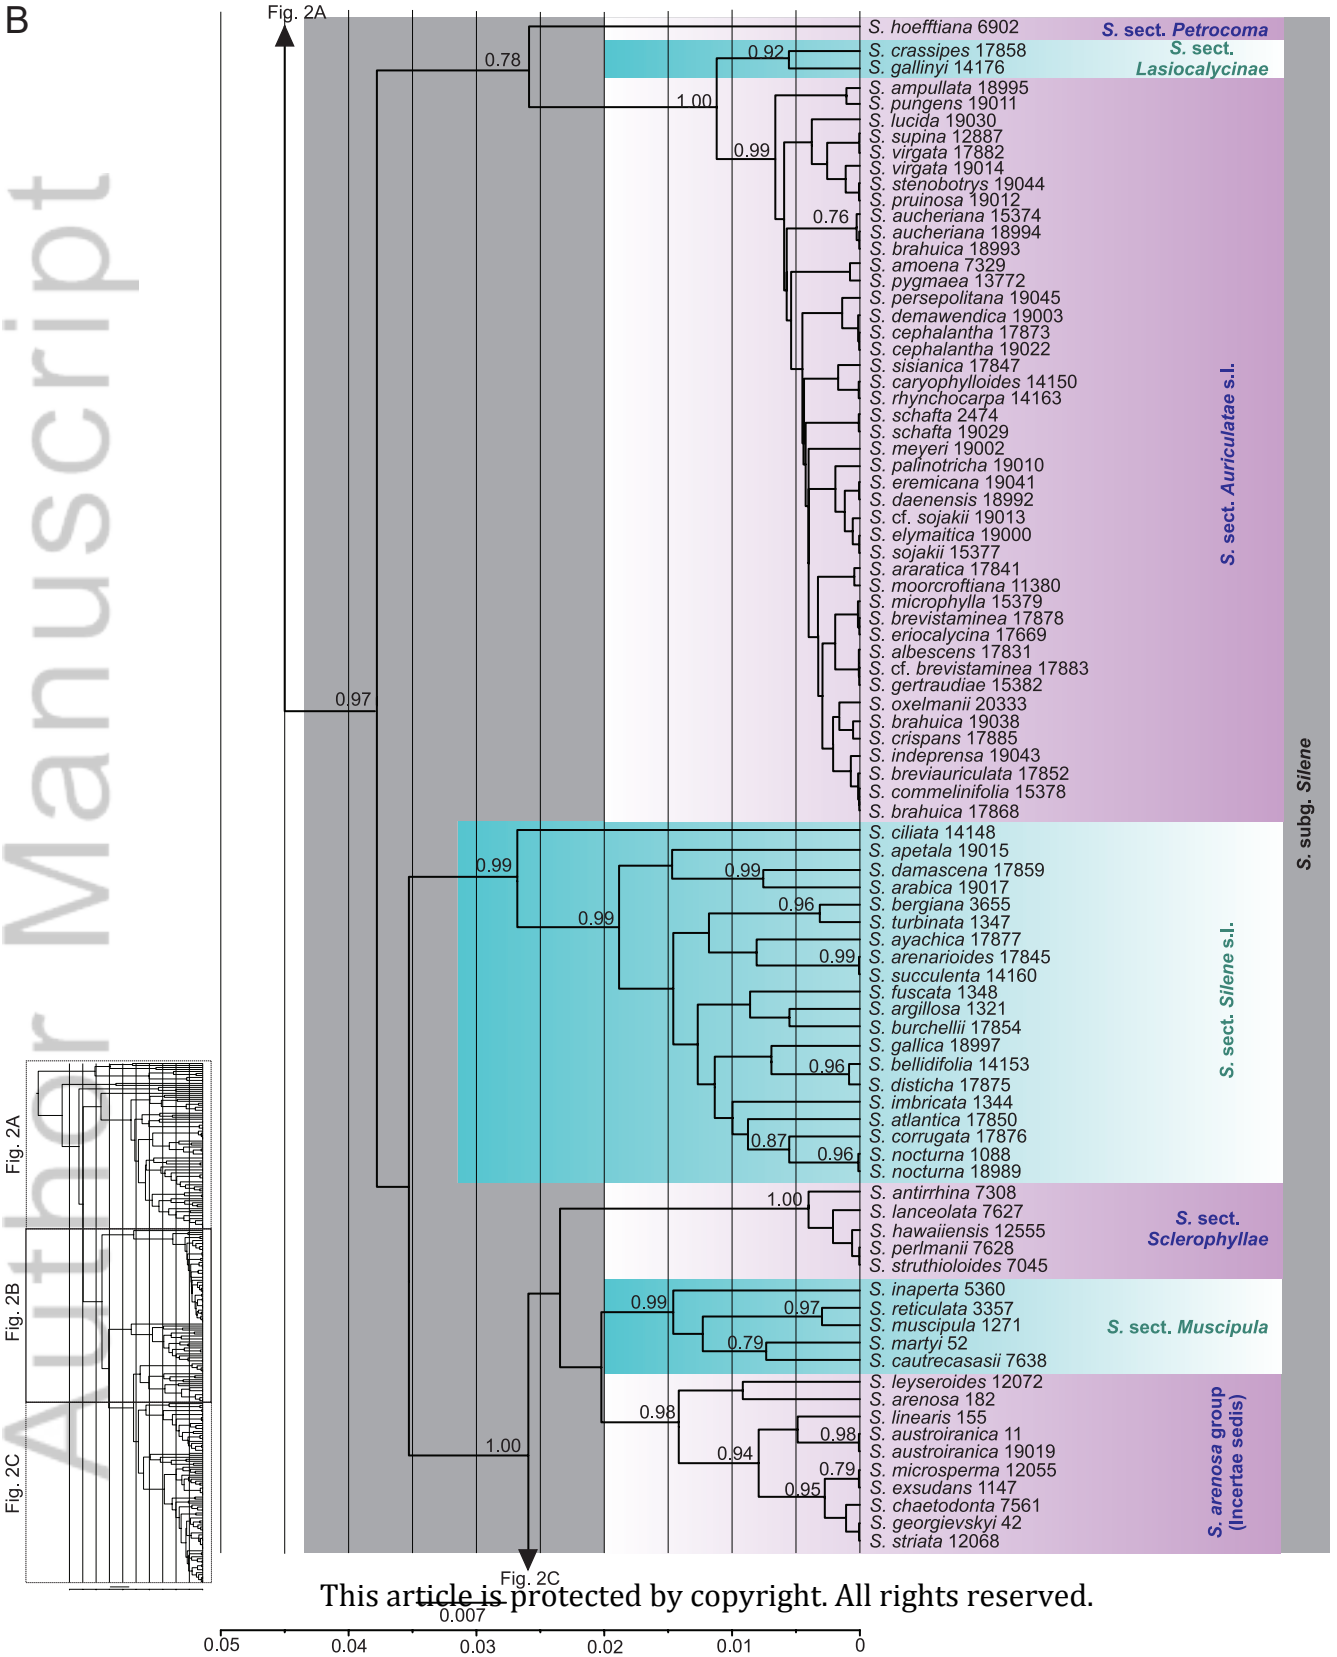 B
Fig. 2A
Author Manuscript
S. hoefftiana 6902
S. sect. Petrocoma
S. crassipes 17858
S. gallinyi 14176
S. sect.
Lasiocalycinae
0.78
0.92
1.00
0.99
0.76
0.97
S. ampullata 18995
S. pungens 19011
S. lucida 19030
S. supina 12887
S. virgata 17882
S. virgata 19014
S. stenobotrys 19044
S. pruinosa 19012
S. aucheriana 15374
S. aucheriana 18994
S. brahuica 18993
S. amoena 7329
S. pygmaea 13772
S. persepolitana 19045
S. demawendica 19003
S. cephalantha 17873
S. cephalantha 19022
S. sisianica 17847
S. caryophylloides 14150
S. rhynchocarpa 14163
S. schafta 2474
S. schafta 19029
S. meyeri 19002
S. palinotricha 19010
S. eremicana 19041
S. daenensis 18992
S. cf. sojakii 19013
S. elymaitica 19000
S. sojakii 15377
S. araratica 17841
S. moorcroftiana 11380
S. microphylla 15379
S. brevistaminea 17878
S. eriocalycina 17669
S. albescens 17831
S. cf. brevistaminea 17883
S. gertraudiae 15382
S. oxelmanii 20333
S. brahuica 19038
S. crispans 17885
S. indeprensa 19043
S. breviauriculata 17852
S. commelinifolia 15378
S. brahuica 17868
S. sect. Auriculatae s.l.
S. subg. Silene
0.99
0.99
0.99
0.96
0.99
0.96
0.87
0.96
S. ciliata 14148
S. apetala 19015
S. damascena 17859
S. arabica 19017
S. bergiana 3655
S. turbinata 1347
S. ayachica 17877
S. arenarioides 17845
S. succulenta 14160
S. fuscata 1348
S. argillosa 1321
S. burchellii 17854
S. gallica 18997
S. bellidifolia 14153
S. disticha 17875
S. imbricata 1344
S. atlantica 17850
S. corrugata 17876
S. nocturna 1088
S. nocturna 18989
S. sect. Silene s.l.
1.00
S. antirrhina 7308
S. lanceolata 7627
S. hawaiiensis 12555
S. perlmanii 7628
S. struthioloides 7045
S. sect.
Sclerophyllae
0.99
0.97
0.79
S. inaperta 5360
S. reticulata 3357
S. muscipula 1271
S. martyi 52
S. cautrecasasii 7638
S. sect. Muscipula
1.00
0.98
0.94
0.98
0.79
0.95
S. leyseroides 12072
S. arenosa 182
S. linearis 155
S. austroiranica 11
S. austroiranica 19019
S. microsperma 12055
S. exsudans 1147
S. chaetodonta 7561
S. georgievskyi 42
S. striata 12068
S. arenosa group
(Incertae sedis)
Fig. 2A
Fig. 2B
Fig. 2C
Fig. 2C
This article is protected by copyright. All rights reserved.
0.007
0.05 0.04 0.03 0.02 0.01 0